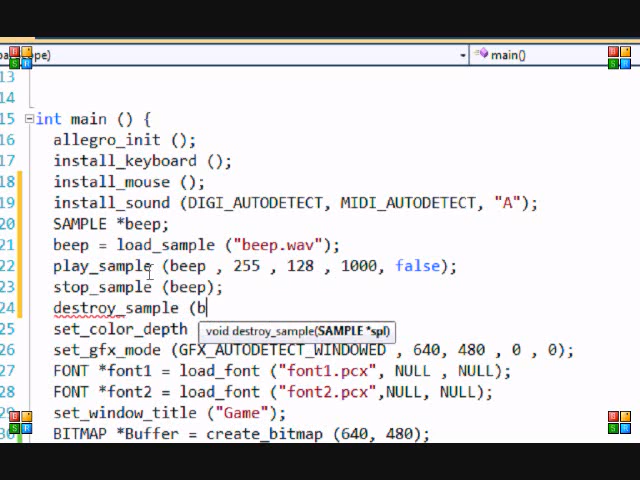 ope) main()
13
14
15 int main () {
16 allegro_init ();
17 install_keyboard ();
18 install_mouse ();
19 install_sound (DIGI_AUTODETECT, MIDI_AUTODETECT, "A");
20 SAMPLE *beep;
21 beep = load_sample ("beep.wav");
22 play_sample (beep , 255 , 128 , 1000, false);
23 stop_sample (beep);
24 destroy_sample (b
25 set_color_depth
void destroy_sample(SAMPLE *spl)
26 set_gfx_mode (GFX_AUTODETECT_WINDOWED , 640, 480 , 0 , 0);
27 FONT *font1 = load_font ("font1.pcx", NULL , NULL);
28 FONT *font2 = load_font ("font2.pcx",NULL, NULL);
29 set_window_title ("Game");
30 BITMAP *Buffer = create_bitmap (640, 480);